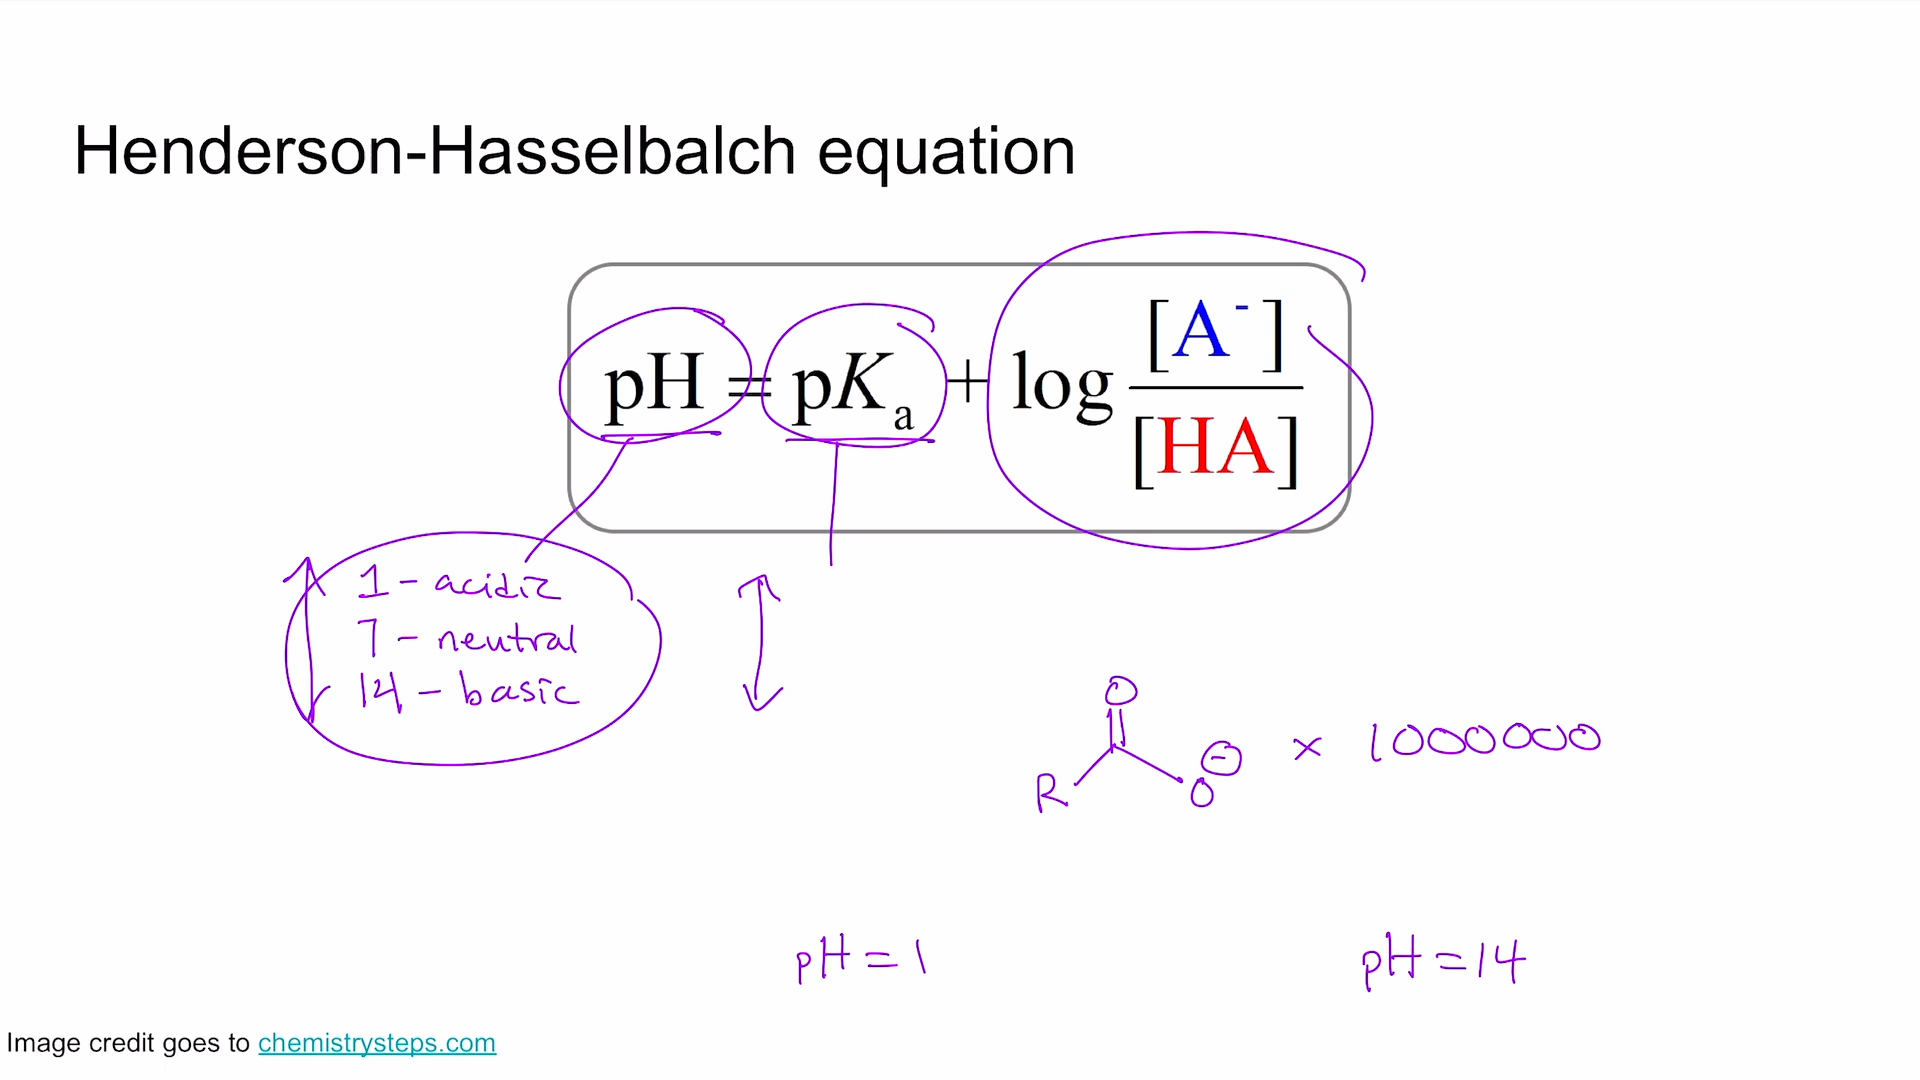 Henderson-Hasselbalch equation
pH = pKa + log [A-] / [HA]
1 - acidic
7 - neutral
14 - basic
O
R O - x 1000000
pH = 1 pH = 14
Image credit goes to chemistrysteps.com